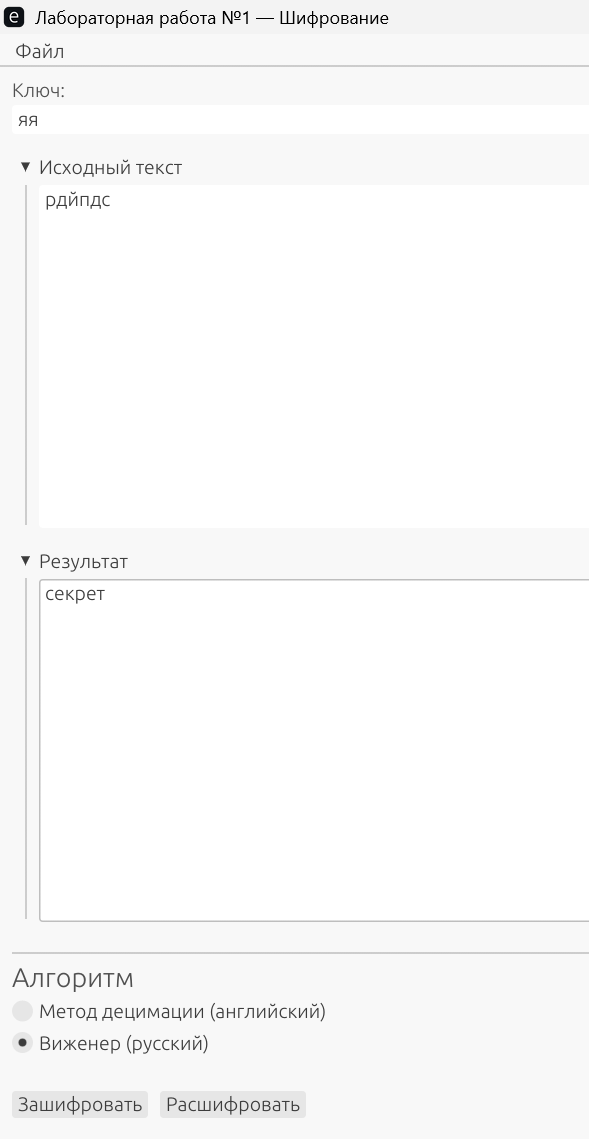 e Лабораторная работа №1 — Шифрование
Файл
Ключ:
яя
▼ Исходный текст
рдйпдс
▼ Результат
секрет
Алгоритм
Метод децимации (английский)
Виженер (русский)
Зашифровать Расшифровать